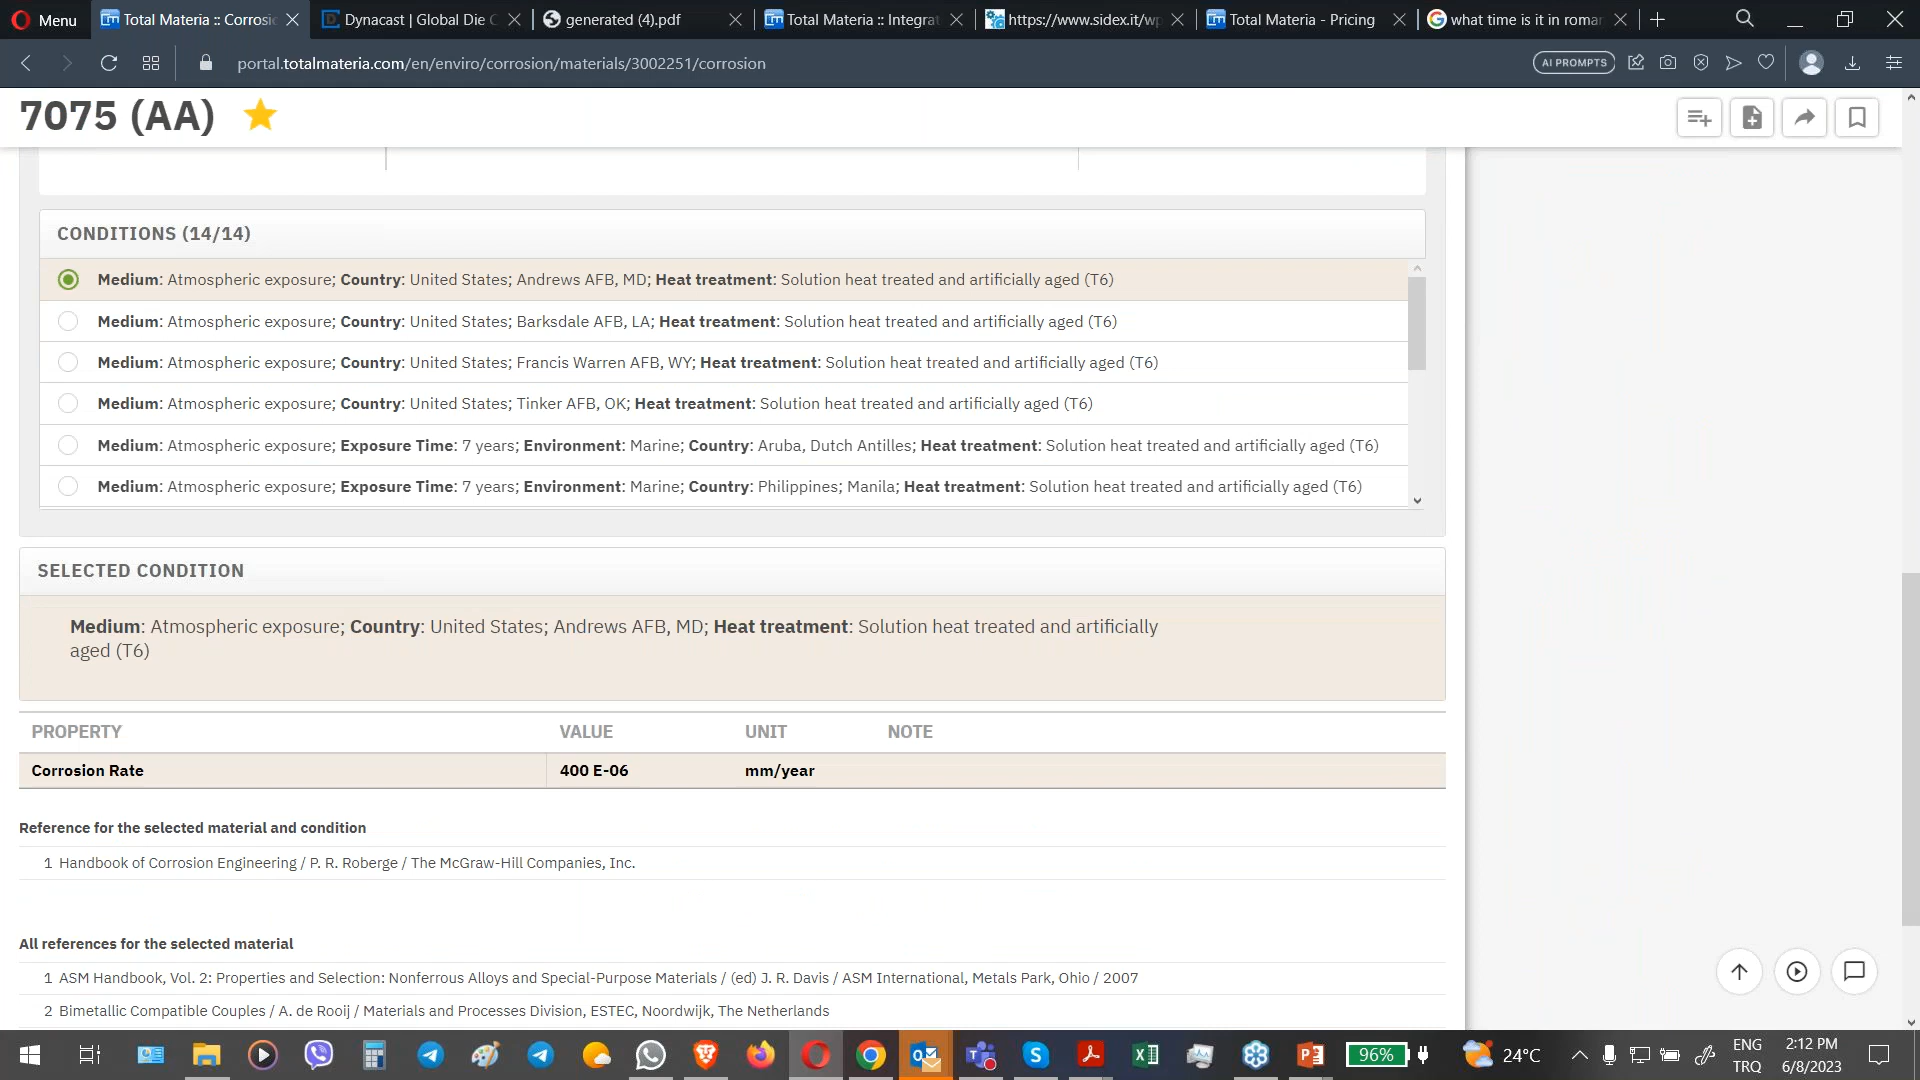 Menu
Total Materia :: Corrosic
Dynacast | Global Die C
generated (4).pdf
Total Materia :: Integrat
https://www.sidex.it/wp
Total Materia - Pricing
what time is it in roma
AI PROMPTS
portal.totalmateria.com/en/enviro/corrosion/materials/3002251/corrosion
7075 (AA)
CONDITIONS (14/14)
Medium: Atmospheric exposure; Country: United States; Andrews AFB, MD; Heat treatment: Solution heat treated and artificially aged (T6)
Medium: Atmospheric exposure; Country: United States; Barksdale AFB, LA; Heat treatment: Solution heat treated and artificially aged (T6)
Medium: Atmospheric exposure; Country: United States; Francis Warren AFB, WY; Heat treatment: Solution heat treated and artificially aged (T6)
Medium: Atmospheric exposure; Country: United States; Tinker AFB, OK; Heat treatment: Solution heat treated and artificially aged (T6)
Medium: Atmospheric exposure; Exposure Time: 7 years; Environment: Marine; Country: Aruba, Dutch Antilles; Heat treatment: Solution heat treated and artificially aged (T6)
Medium: Atmospheric exposure; Exposure Time: 7 years; Environment: Marine; Country: Philippines; Manila; Heat treatment: Solution heat treated and artificially aged (T6)
SELECTED CONDITION
Medium: Atmospheric exposure; Country: United States; Andrews AFB, MD; Heat treatment: Solution heat treated and artificially
aged (T6)
PROPERTY VALUE UNIT NOTE
Corrosion Rate 400 E-06 mm/year
Reference for the selected material and condition
1 Handbook of Corrosion Engineering / P. R. Roberge / The McGraw-Hill Companies, Inc.
All references for the selected material
1 ASM Handbook, Vol. 2: Properties and Selection: Nonferrous Alloys and Special-Purpose Materials / (ed) J. R. Davis / ASM International, Metals Park, Ohio / 2007
2 Bimetallic Compatible Couples / A. de Rooij / Materials and Processes Division, ESTEC, Noordwijk, The Netherlands
96%
24°C
ENG
TRQ
2:12 PM
6/8/2023